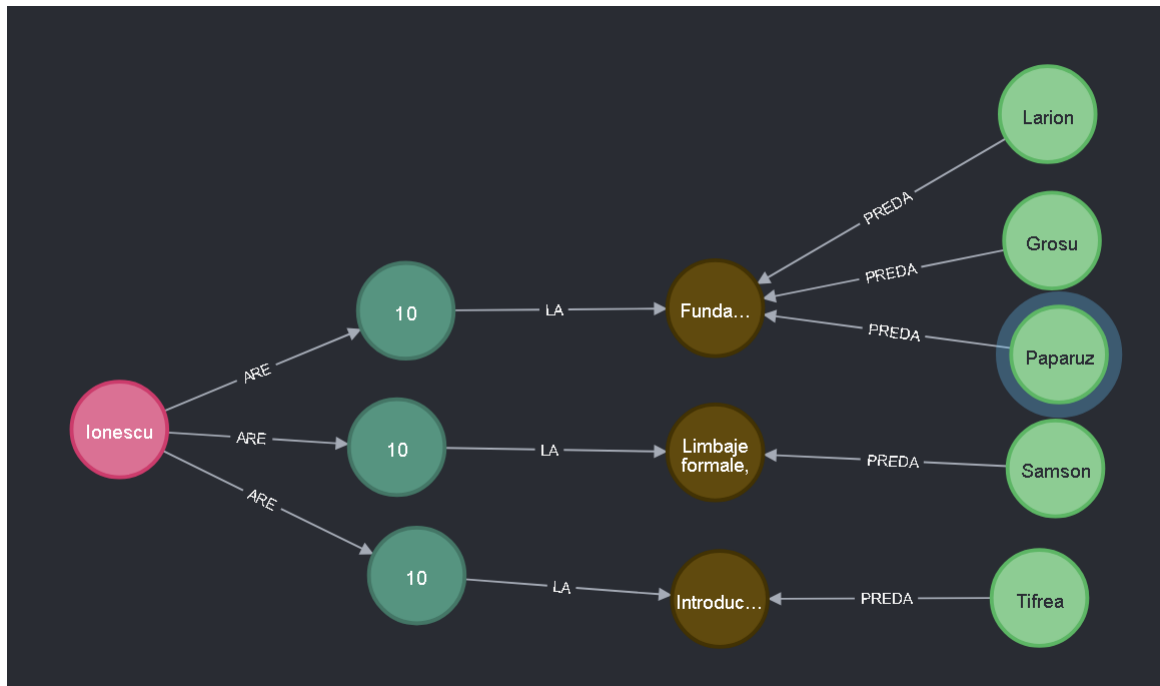 Larion
PREDA
Grosu
PREDA
10
LA
Funda...
PREDA
Paparuz
ARE
Ionescu
ARE
10
LA
Limbaje
formale,
PREDA
Samson
ARE
10
LA
Introduc...
PREDA
Tifrea